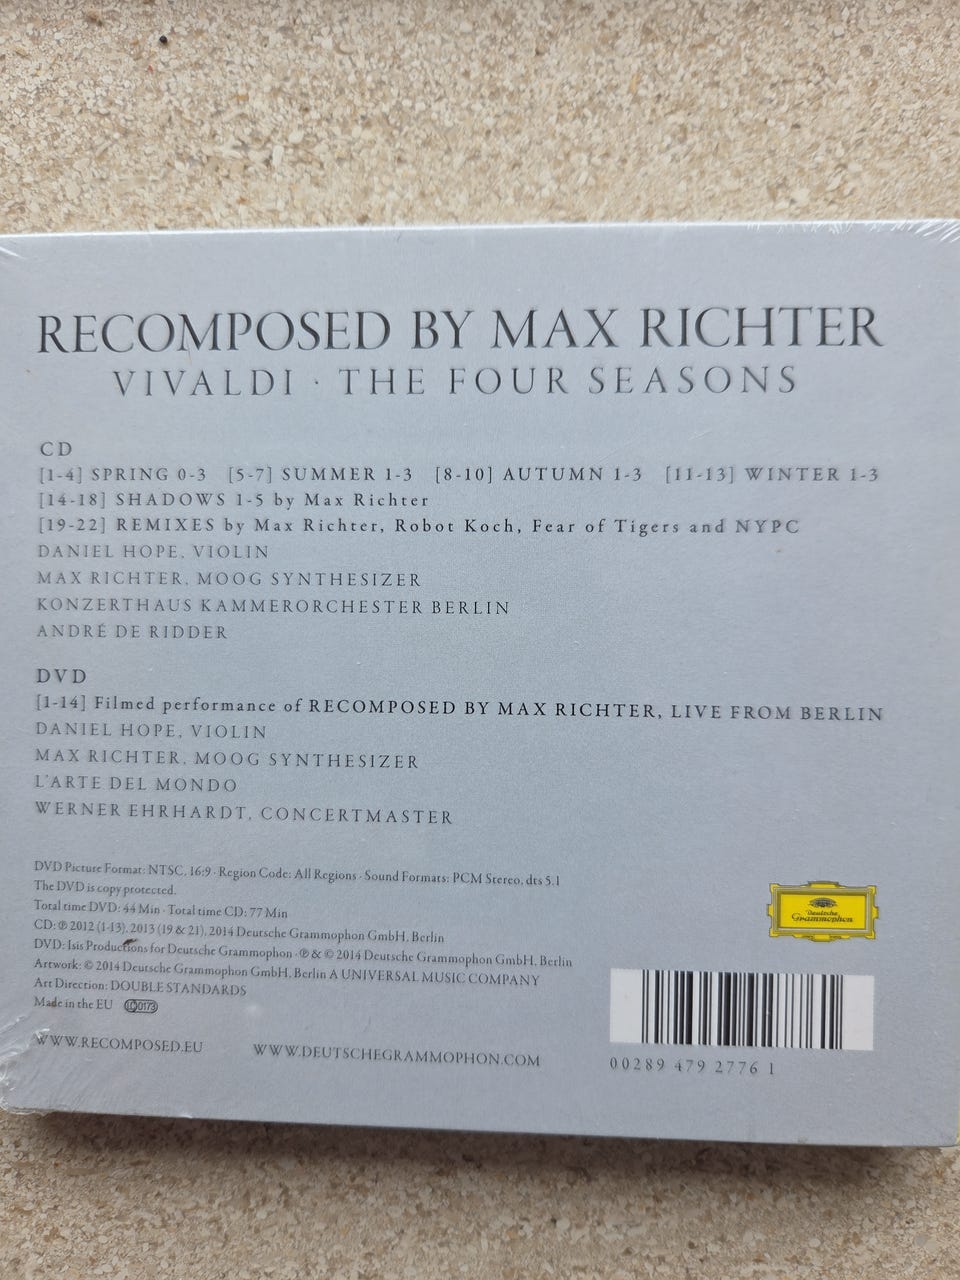 RECOMPOSED BY MAX RICHTER
VIVALDI · THE FOUR SEASONS
CD
[1-4] SPRING 0-3 [5-7] SUMMER 1-3 [8-10] AUTUMN 1-3 [11-13] WINTER 1-3
[14-18] SHADOWS 1-5 by Max Richter
[19-22] REMIXES by Max Richter, Robot Koch, Fear of Tigers and NYPC
DANIEL HOPE, VIOLIN
MAX RICHTER, MOOG SYNTHESIZER
KONZERTHAUS KAMMERORCHESTER BERLIN
ANDRÉ DE RIDDER
DVD
[1-14] Filmed performance of RECOMPOSED BY MAX RICHTER, LIVE FROM BERLIN
DANIEL HOPE, VIOLIN
MAX RICHTER, MOOG SYNTHESIZER
L'ARTE DEL MONDO
WERNER EHRHARDT, CONCERTMASTER
DVD Picture Format: NTSC, 16:9 · Region Code: All Regions · Sound Formats: PCM Stereo, dts 5.1
The DVD is copy protected.
Total time DVD: 44 Min · Total time CD: 77 Min
CD: ℗ 2012 (1-13), 2013 (19 & 21), 2014 Deutsche Grammophon GmbH, Berlin
DVD: Isis Productions for Deutsche Grammophon · ℗ & © 2014 Deutsche Grammophon GmbH, Berlin
Artwork: © 2014 Deutsche Grammophon GmbH, Berlin A UNIVERSAL MUSIC COMPANY
Art Direction: DOUBLE STANDARDS
Made in the EU LC0173
WWW.RECOMPOSED.EU WWW.DEUTSCHEGRAMMOPHON.COM
Deutsche
Grammophon
00289 479 2776 1